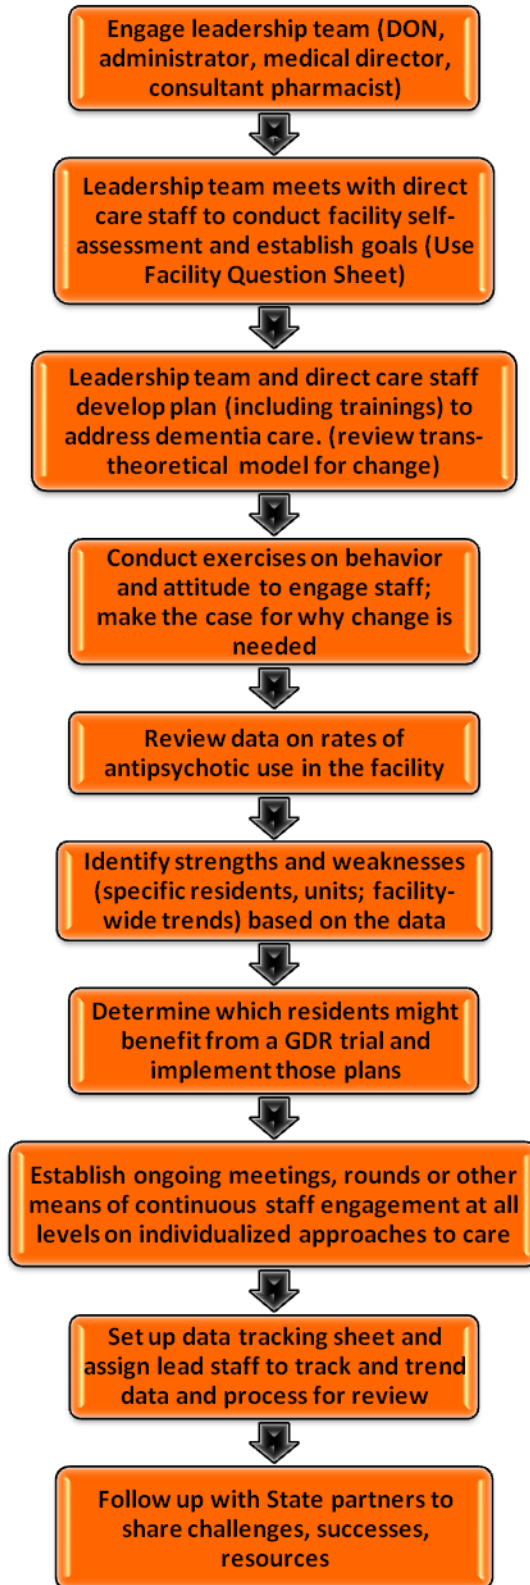 Engage leadership team (DON,
administrator, medical director,
consultant pharmacist)
Leadership team meets with direct
care staff to conduct facility self-
assessment and establish goals (Use
Facility Question Sheet)
Leadership team and direct care staff
develop plan (including trainings) to
address dementia care. (review trans-
theoretical model for change)
Conduct exercises on behavior
and attitude to engage staff;
make the case for why change is
needed
Review data on rates of
antipsychotic use in the facility
Identify strengths and weaknesses
(specific residents, units; facility-
wide trends) based on the data
Determine which residents might
benefit from a GDR trial and
implement those plans
Establish ongoing meetings, rounds or other
means of continuous staff engagement at all
levels on individualized approaches to care
Set up data tracking sheet and
assign lead staff to track and trend
data and process for review
Follow up with State partners to
share challenges, successes,
resources